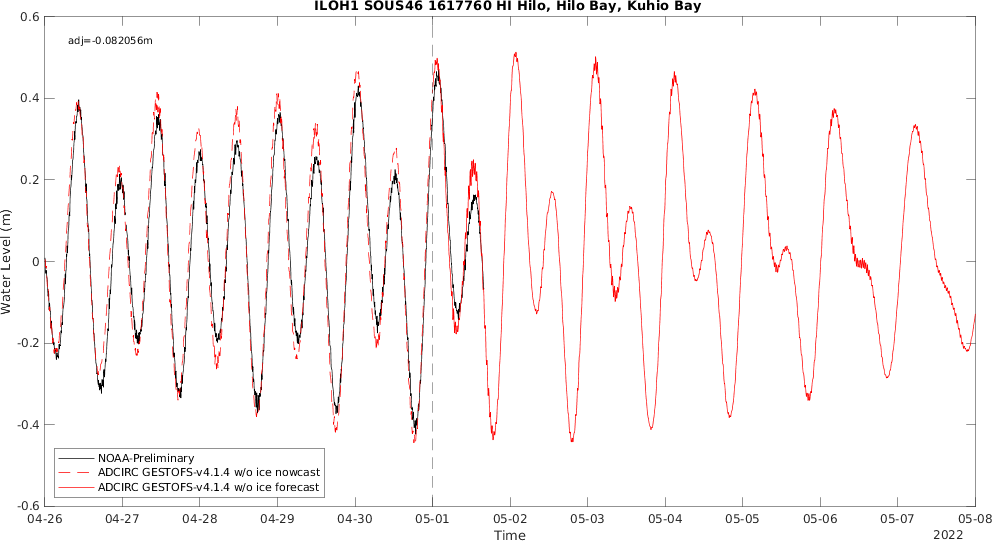 ILOH1 SOUS46 1617760 HI Hilo, Hilo Bay, Kuhio Bay
adj=-0.082056m
0.6
0.4
0.2
0
-0.2
-0.4
-0.6
Water Level (m)
NOAA-Preliminary
ADCIRC GESTOFS-v4.1.4 w/o ice nowcast
ADCIRC GESTOFS-v4.1.4 w/o ice forecast
04-26 04-27 04-28 04-29 04-30 05-01 05-02 05-03 05-04 05-05 05-06 05-07 05-08
Time
2022